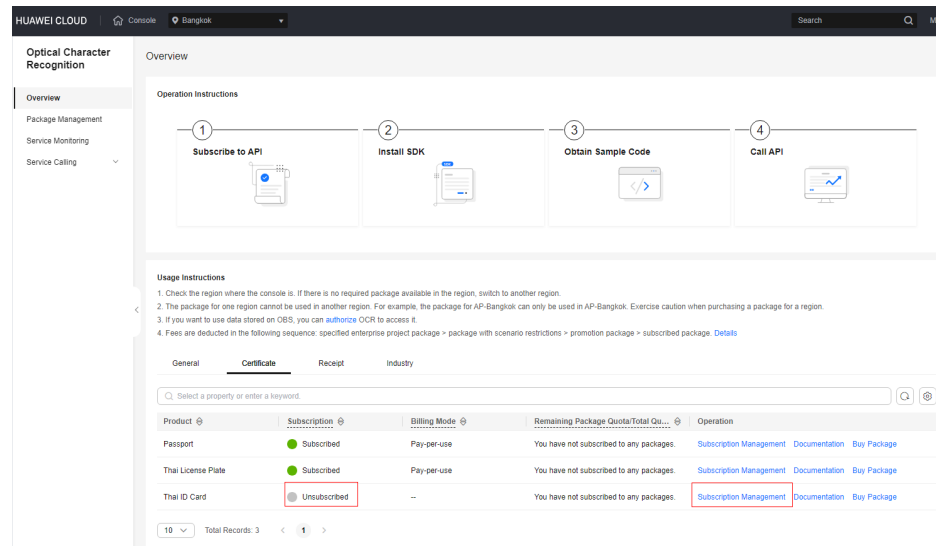 HUAWEI CLOUD Console Bangkok Search
Optical Character Recognition
Overview
Package Management
Service Monitoring
Service Calling
Overview
Operation Instructions
1 2 3 4
Subscribe to API Install SDK Obtain Sample Code Call API
Usage Instructions
1. Check the region where the console is. If there is no required package available in the region, switch to another region.
2. The package for one region cannot be used in another region. For example, the package for AP-Bangkok can only be used in AP-Bangkok. Exercise caution when purchasing a package for a region.
3. If you want to use data stored on OBS, you can authorize OCR to access it.
4. Fees are deducted in the following sequence: specified enterprise project package > package with scenario restrictions > promotion package > subscribed package. Details
General Certificate Receipt Industry
Select a property or enter a keyword.
Product Subscription Billing Mode Remaining Package Quota/Total Qu... Operation
Passport Subscribed Pay-per-use You have not subscribed to any packages. Subscription Management Documentation Buy Package
Thai License Plate Subscribed Pay-per-use You have not subscribed to any packages. Subscription Management Documentation Buy Package
Thai ID Card Unsubscribed -- You have not subscribed to any packages. Subscription Management Documentation Buy Package
10 Total Records: 3 < 1 >